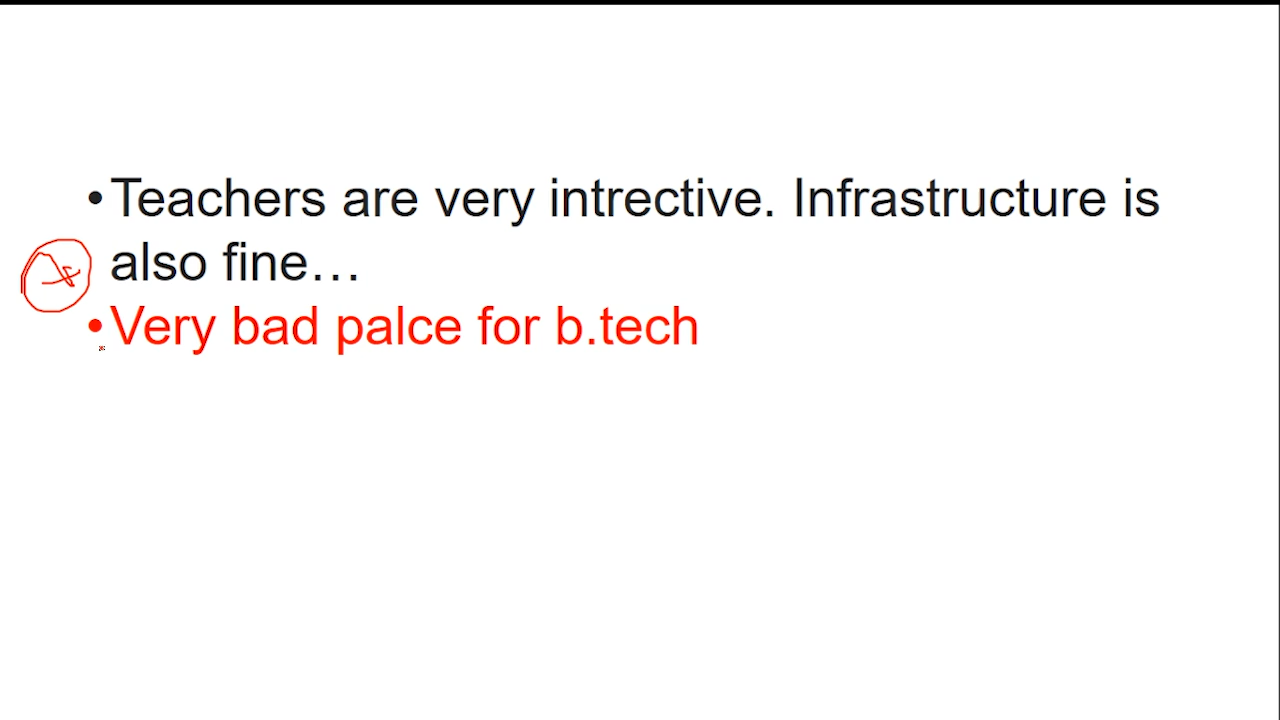 •Teachers are very intrective. Infrastructure is
also fine…
•Very bad palce for b.tech